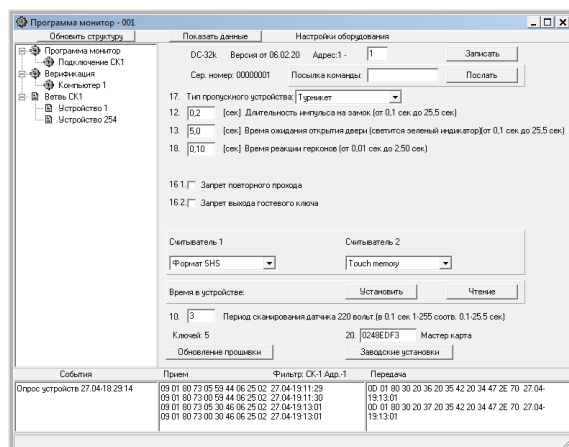 Программа монитор - 001
Обновить структуру
Показать данные
Настройки оборудования
Программа монитор
Подключение СК1
Верификация
Компьютер 1
Ветвь СК1
Устройство 1
Устройство 254
DC-32k Версия от 06.02.20 Адрес:1 - 1 Записать
Сер. номер: 00000001 Посылка команды: Послать
17. Тип пропускного устройства: Турникет
12. 0,2 [сек] Длительность импульса на замок (от 0,1 сек до 25,5 сек)
13. 5,0 [сек] Время ожидания открытия двери (светится зеленый индикатор)(от 0,1 сек до 25,5 сек)
18. 0,10 [сек] Время реакции герконов (от 0,01 сек до 2,50 сек)
16 1. Запрет повторного прохода
16 2. Запрет выхода гостевого ключа
Считыватель 1 Считыватель 2
Формат SHS Touch memory
Время в устройстве: Установить Чтение
10. 3 Период сканирования датчика 220 вольт.(в 0.1 сек 1-255 соотв. 0.1-25.5 сек)
Ключей: 5 20. 0248EDF3 Мастер карта
Обновление прошивки Заводские установки
События Прием Фильтр: СК-1 Адр.-1 Передача
Опрос устройств 27.04-18:29:14
09 01 80 73 05 59 44 06 25 02 27.04-19:11:29
09 01 80 73 00 59 44 06 25 02 27.04-19:11:30
09 01 80 73 05 30 46 06 25 02 27.04-19:13:01
09 01 80 73 00 30 46 06 25 02 27.04-19:13:01
0D 01 80 30 20 36 20 35 42 20 34 47 2E 70 27.04-
19:13:01
0D 01 80 30 20 37 20 35 42 20 34 47 2E 70 27.04-
19:13:01